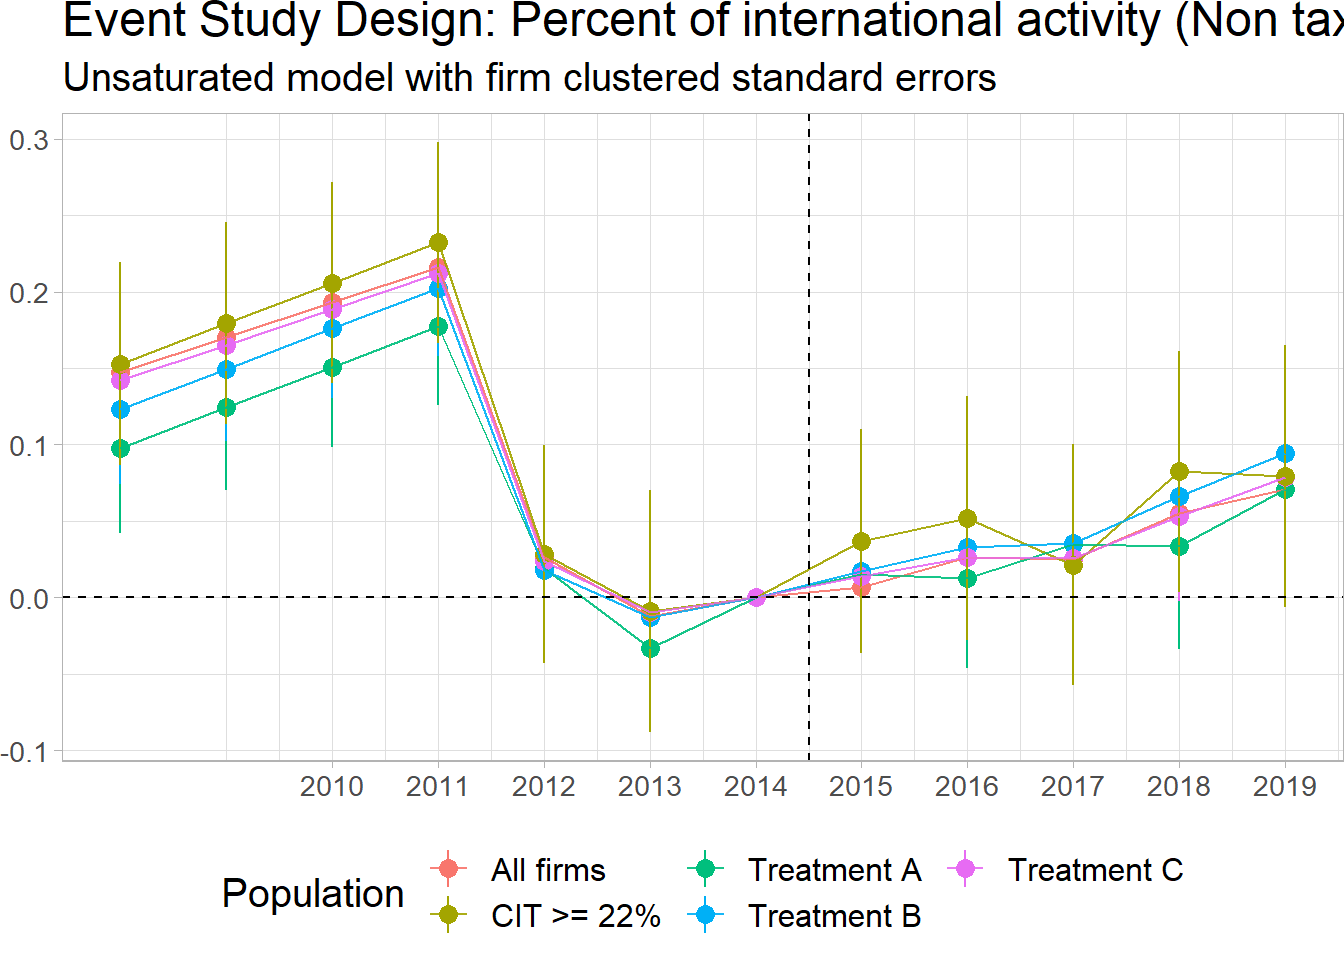 Event Study Design: Percent of international activity (Non tax
Unsaturated model with firm clustered standard errors
0.3
0.2
0.1
0.0
-0.1
2010 2011 2012 2013 2014 2015 2016 2017 2018 2019
Population
All firms
Treatment A
Treatment C
CIT >= 22%
Treatment B